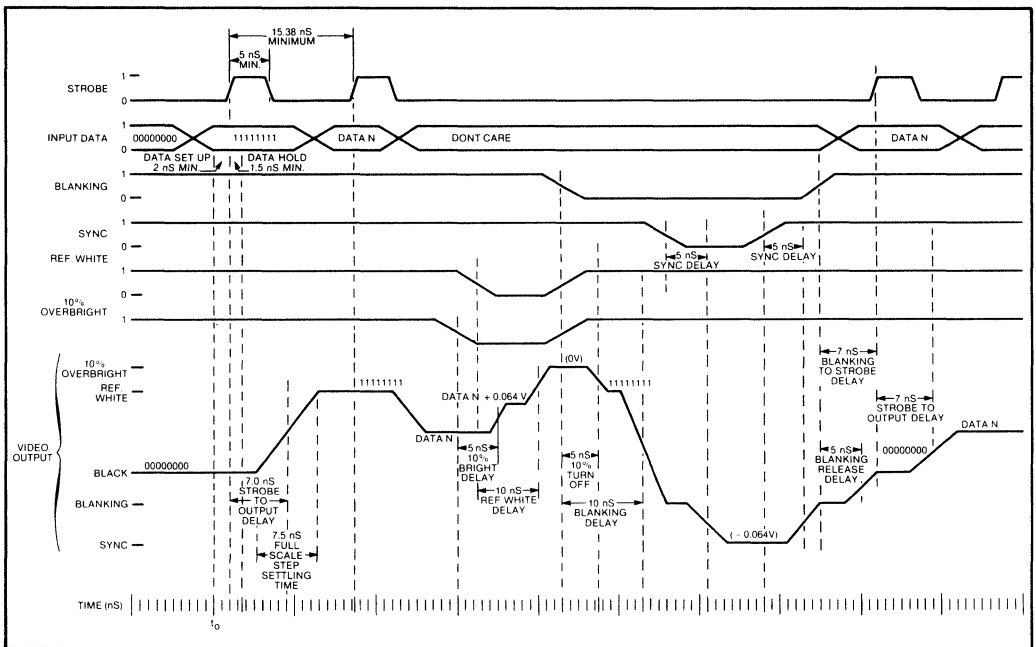 15.38 nS
MINIMUM
5 nS
MIN.
STROBE
1
0
INPUT DATA
1
0
00000000
11111111
DATA N
DONT CARE
DATA N
DATA SET UP
2 nS MIN.
DATA HOLD
1.5 nS MIN.
BLANKING
1
0
SYNC
1
0
5 nS
SYNC DELAY
5 nS
SYNC DELAY
REF. WHITE
1
0
10%
OVERBRIGHT
1
10%
OVERBRIGHT
REF.
WHITE
VIDEO
OUTPUT
BLACK
BLANKING
SYNC
00000000
11111111
DATA N
DATA N + 0.064 V
(0V)
11111111
7.0 nS
STROBE
TO
OUTPUT
DELAY
7.5 nS
FULL
SCALE
STEP
SETTLING
TIME
5 nS
10%
BRIGHT
DELAY
10 nS
REF WHITE
DELAY
5 nS
10%
TURN
OFF
10 nS
BLANKING
DELAY
(-0.064V)
7 nS
BLANKING
TO STROBE
DELAY
7 nS
STROBE TO
OUTPUT DELAY
5 nS
BLANKING
RELEASE
DELAY
00000000
DATA N
TIME (nS)
to